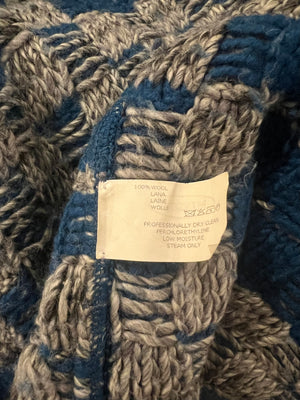 100% WOOL
LANA
LAINE
WOLLE
PROFESSIONALLY DRY CLEAN
PERCHLORETHYLENE
LOW MOISTURE
STEAM ONLY